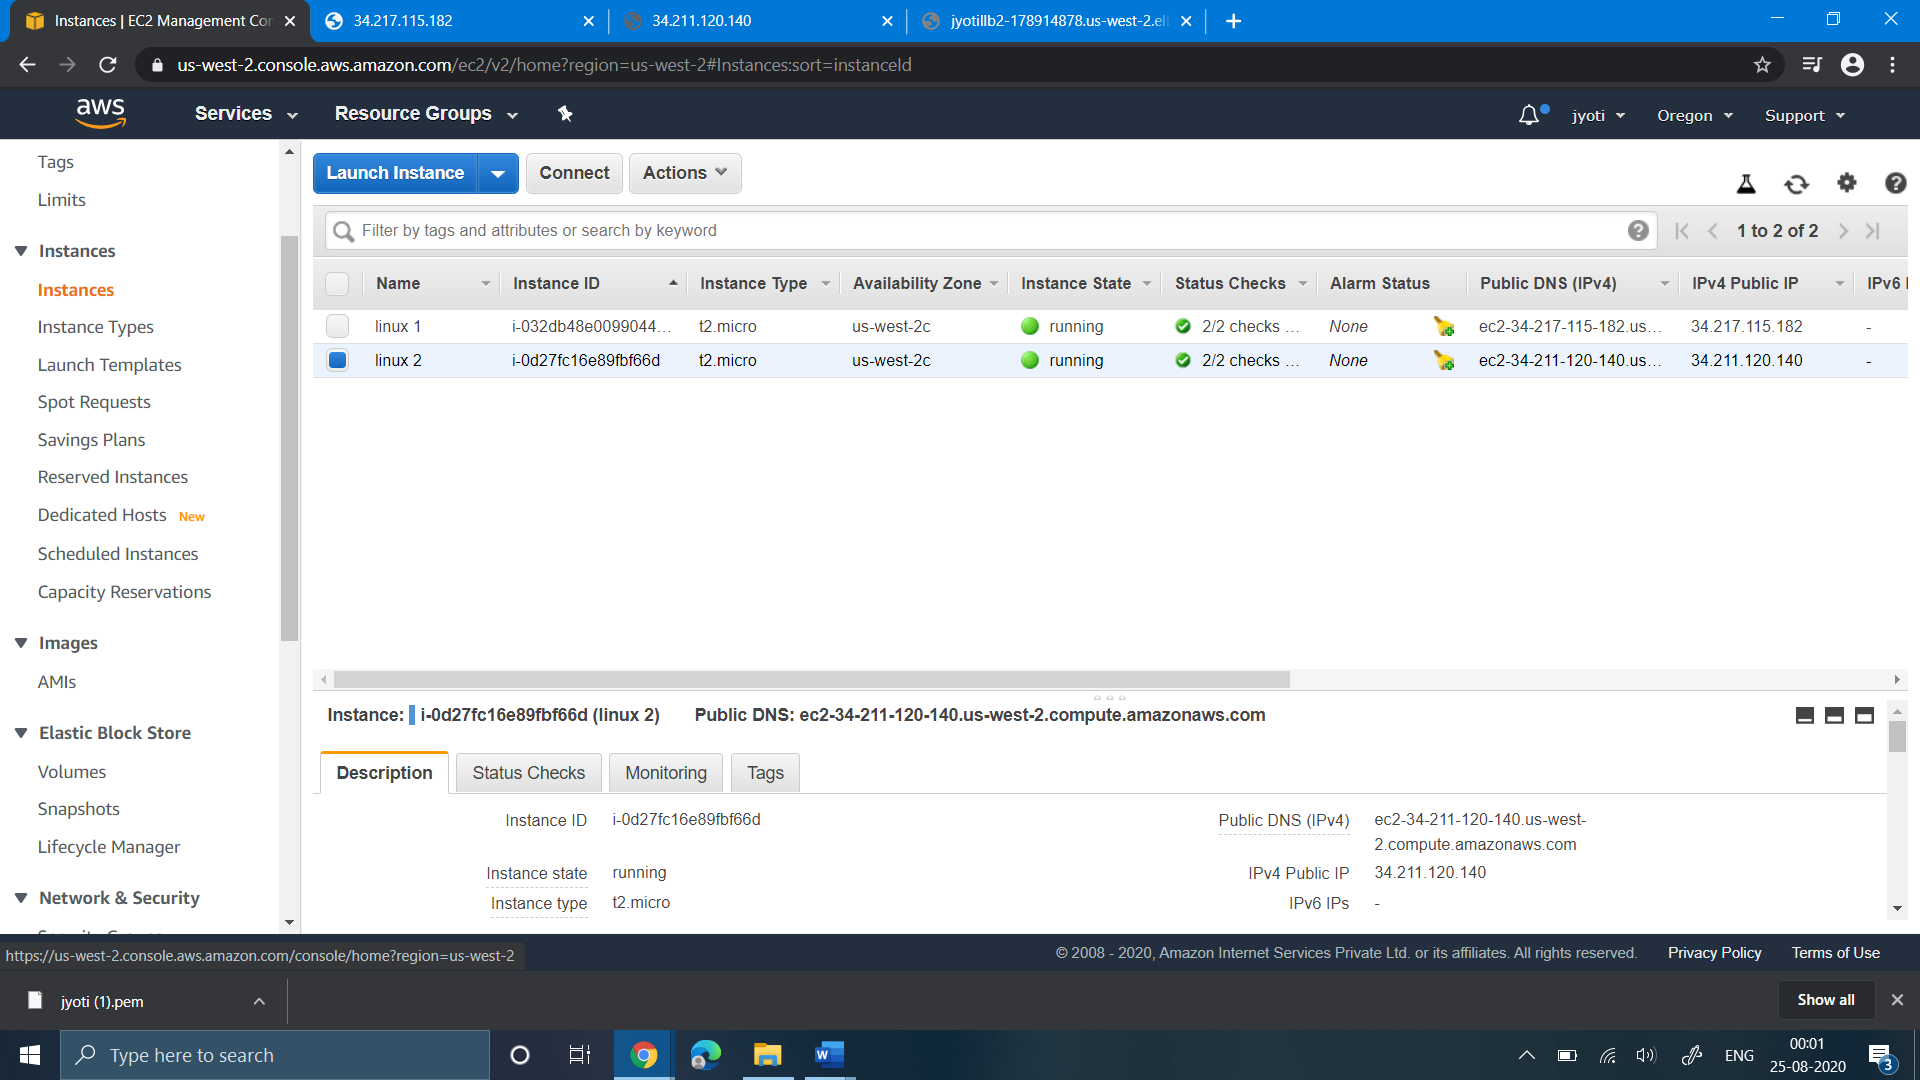 Instances | EC2 Management Con
34.217.115.182
34.211.120.140
jyotillb2-178914878.us-west-2.el
us-west-2.console.aws.amazon.com/ec2/v2/home?region=us-west-2#Instances:sort=instanceId
aws
Services
Resource Groups
jyoti
Oregon
Support
Tags
Limits
Instances
Instances
Instance Types
Launch Templates
Spot Requests
Savings Plans
Reserved Instances
Dedicated Hosts New
Scheduled Instances
Capacity Reservations
Images
AMIs
Elastic Block Store
Volumes
Snapshots
Lifecycle Manager
Network & Security
Launch Instance
Connect
Actions
Filter by tags and attributes or search by keyword
1 to 2 of 2
Name Instance ID Instance Type Availability Zone Instance State Status Checks Alarm Status Public DNS (IPv4) IPv4 Public IP IPv6 I
linux 1 i-032db48e0099044... t2.micro us-west-2c running 2/2 checks ... None ec2-34-217-115-182.us... 34.217.115.182 -
linux 2 i-0d27fc16e89fbf66d t2.micro us-west-2c running 2/2 checks ... None ec2-34-211-120-140.us... 34.211.120.140 -
Instance: i-0d27fc16e89fbf66d (linux 2) Public DNS: ec2-34-211-120-140.us-west-2.compute.amazonaws.com
Description
Status Checks
Monitoring
Tags
Instance ID i-0d27fc16e89fbf66d
Instance state running
Instance type t2.micro
Public DNS (IPv4) ec2-34-211-120-140.us-west-
2.compute.amazonaws.com
IPv4 Public IP 34.211.120.140
IPv6 IPs -
https://us-west-2.console.aws.amazon.com/console/home?region=us-west-2
© 2008 - 2020, Amazon Internet Services Private Ltd. or its affiliates. All rights reserved.
Privacy Policy
Terms of Use
jyoti (1).pem
Show all
Type here to search
ENG
00:01
25-08-2020
3